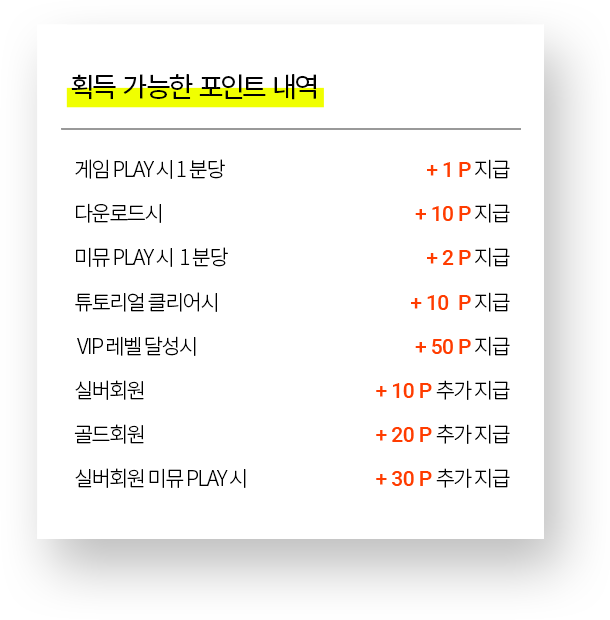 획득 가능한 포인트 내역
게임 PLAY 시 1 분당 + 1 P 지급
다운로드시 + 10 P 지급
미뮤 PLAY 시 1 분당 + 2 P 지급
튜토리얼 클리어시 + 10 P 지급
VIP 레벨 달성시 + 50 P 지급
실버회원 + 10 P 추가 지급
골드회원 + 20 P 추가 지급
실버회원 미뮤 PLAY 시 + 30 P 추가 지급